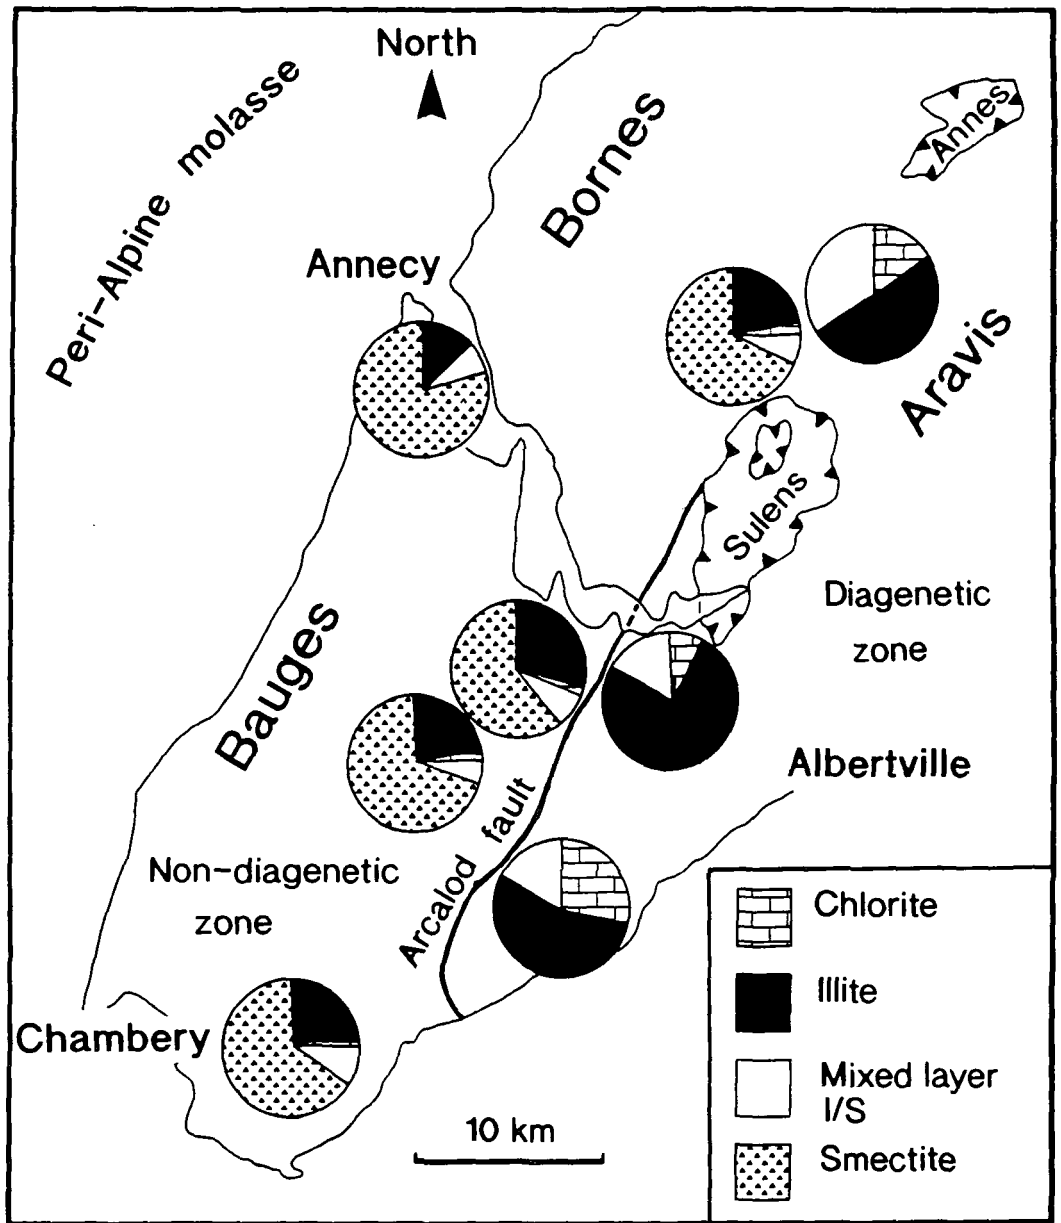 North
Peri-Alpine molasse
Bornes
Annes
Annecy
Aravis
Sulens
Diagenetic
zone
Bauges
Albertville
Arcalod fault
Non-diagenetic
zone
Chambery
10 km
Chlorite
Illite
Mixed layer
I/S
Smectite